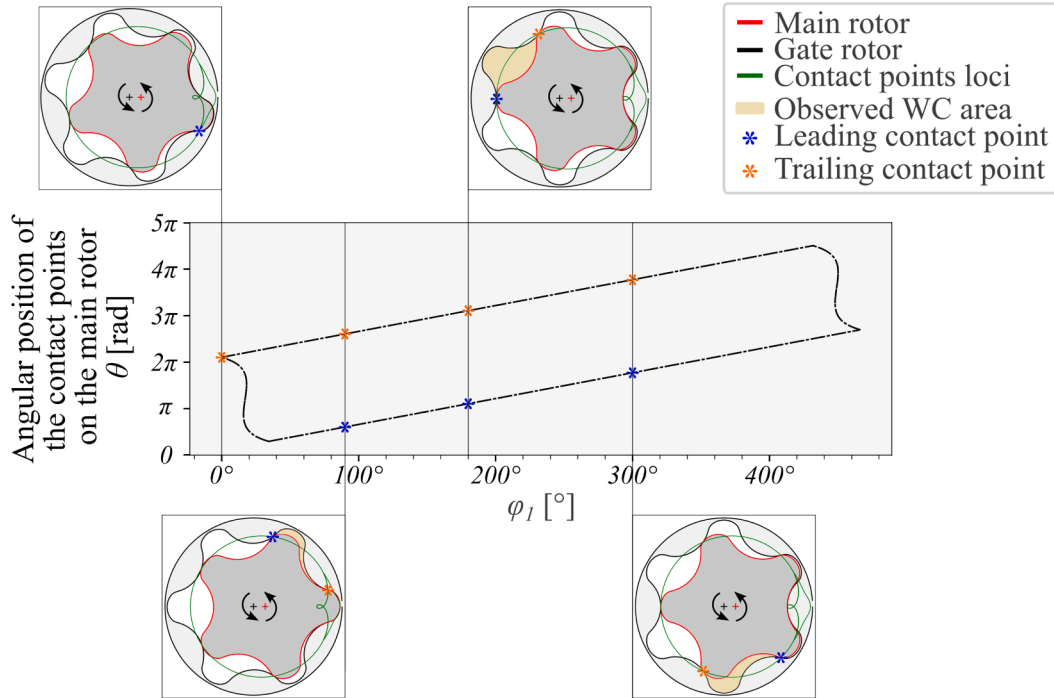 Main rotor
Gate rotor
Contact points loci
Observed WC area
Leading contact point
Trailing contact point
Angular position of
the contact points
on the main rotor
θ [rad]
5π
4π
3π
2π
π
0
0° 100° 200° 300° 400°
φ₁ [°]